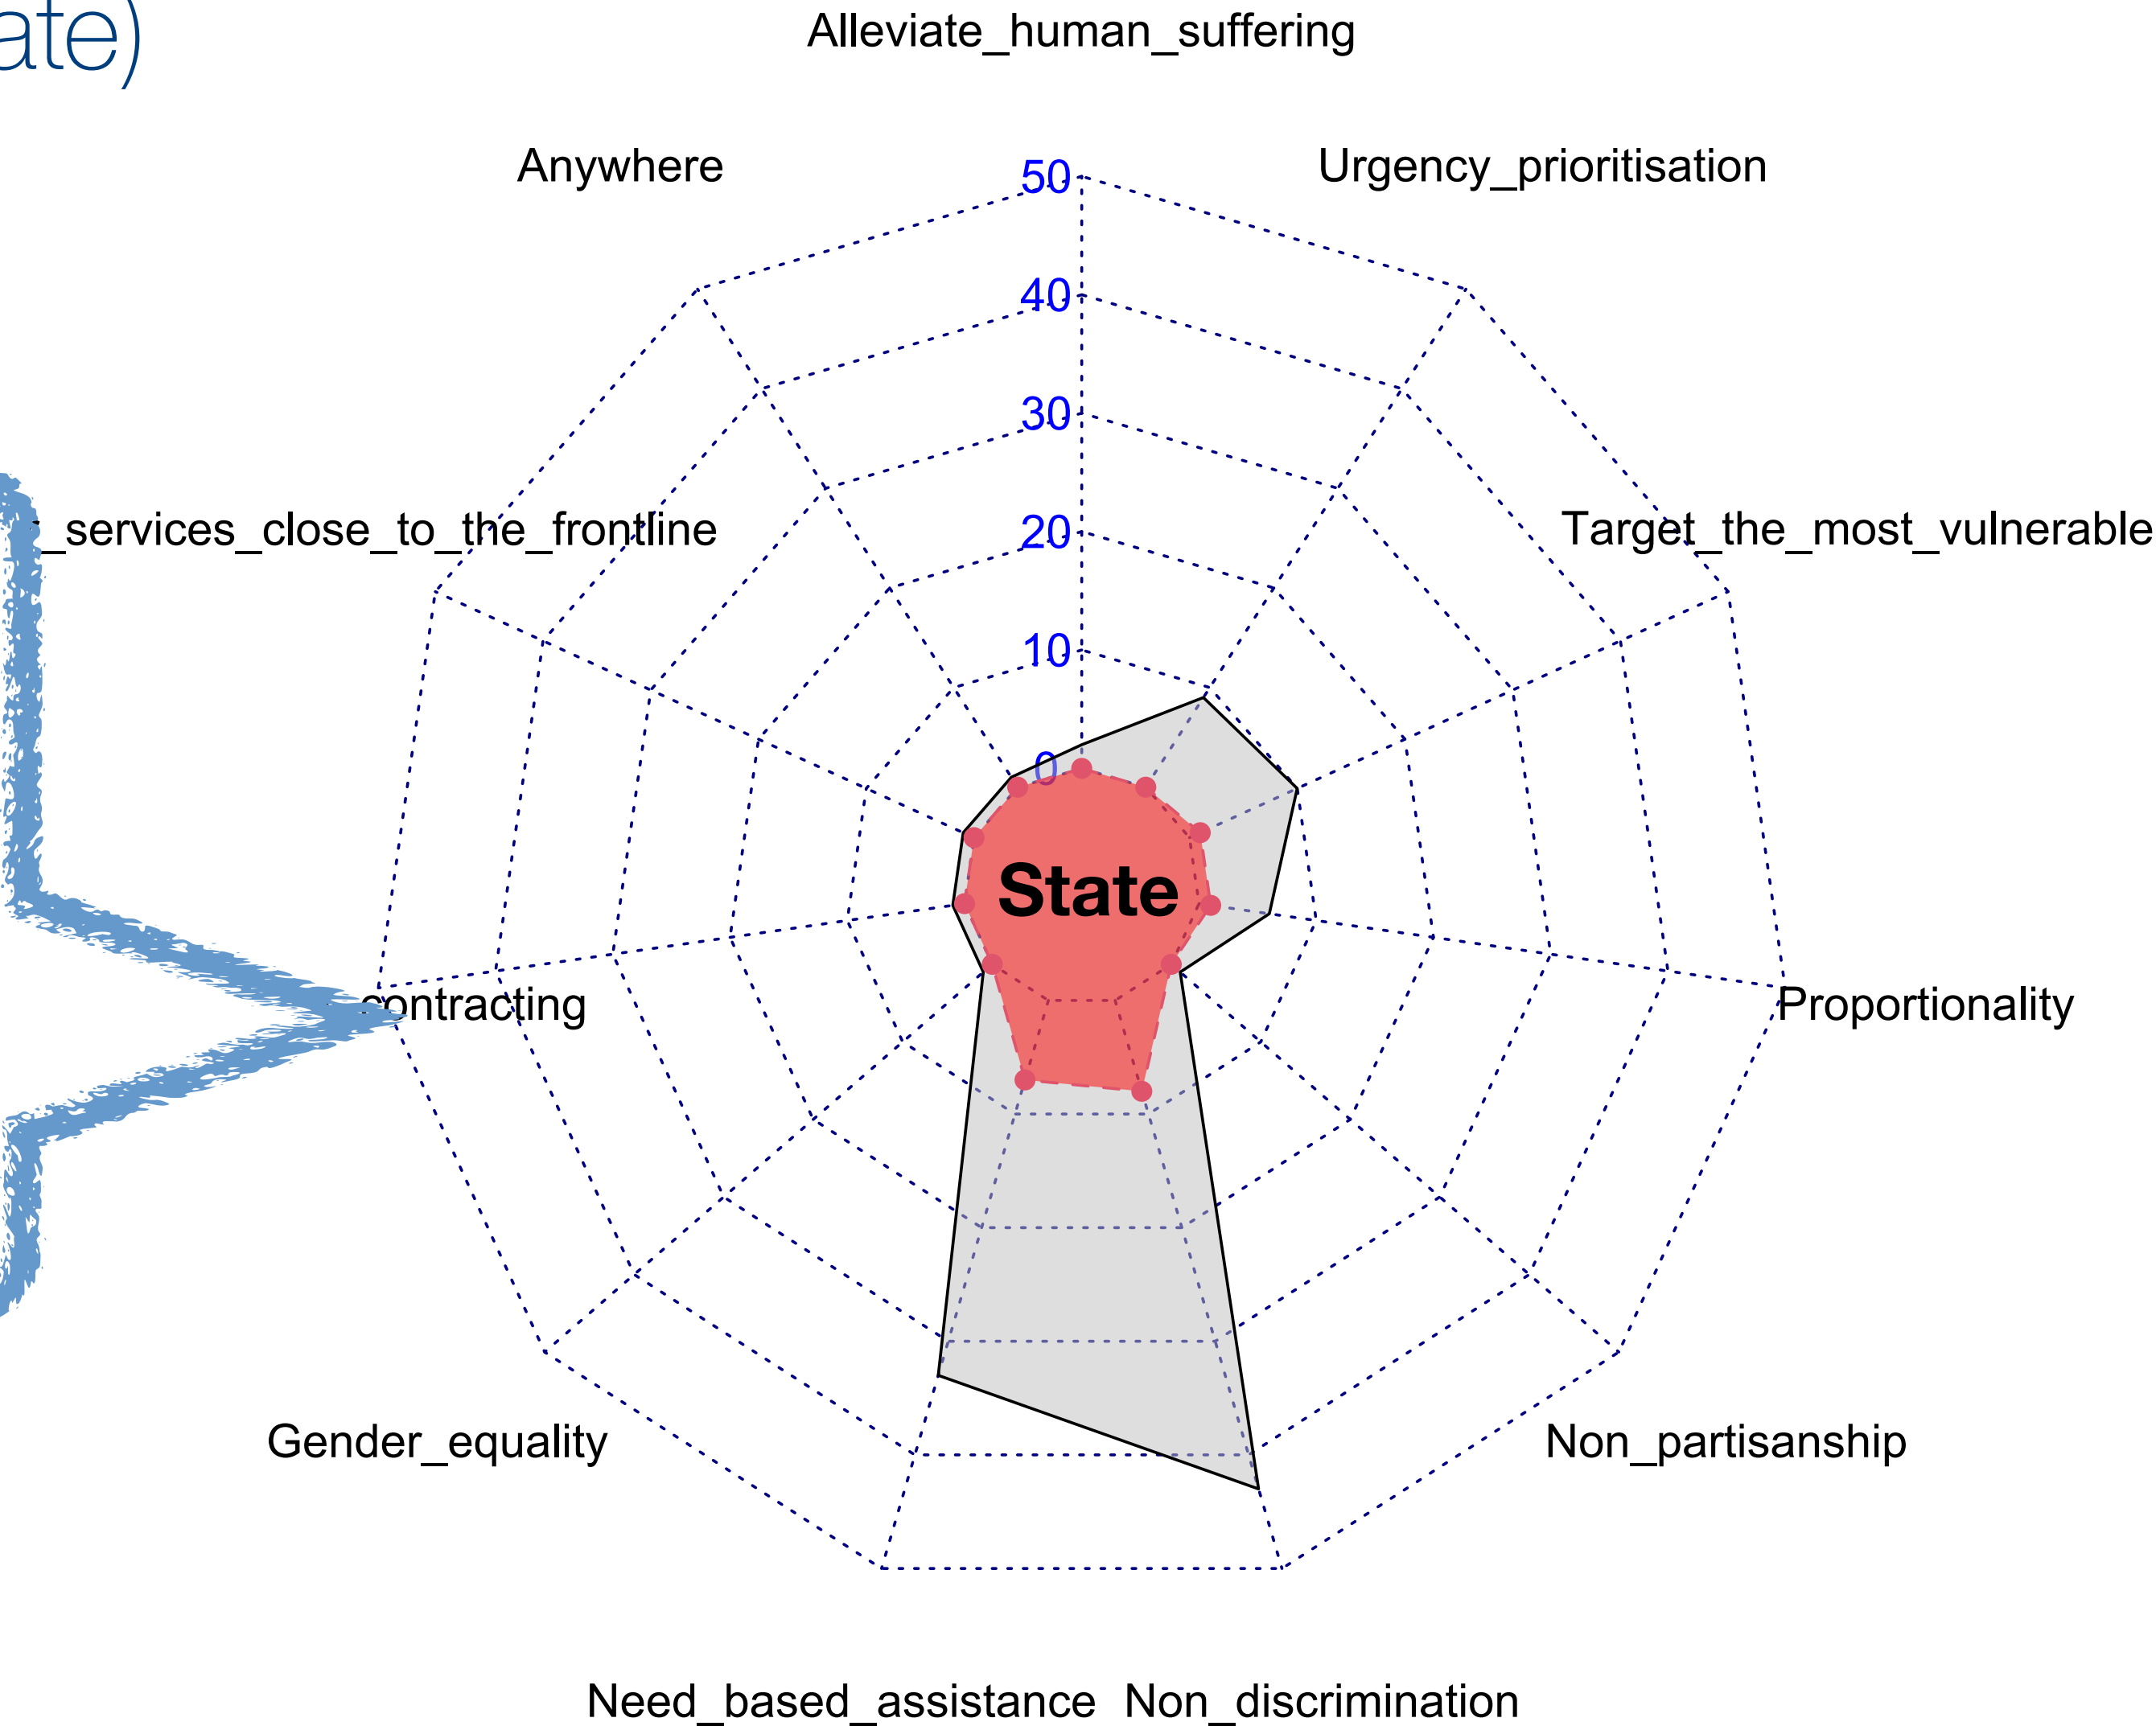 ate)
Alleviate_human_suffering
Anywhere
Urgency_prioritisation
50
40
30
_services_close_to_the_frontline
20
Target_the_most_vulnerable
10
0
State
contracting
Proportionality
Gender_equality
Non_partisanship
Need_based_assistance
Non_discrimination